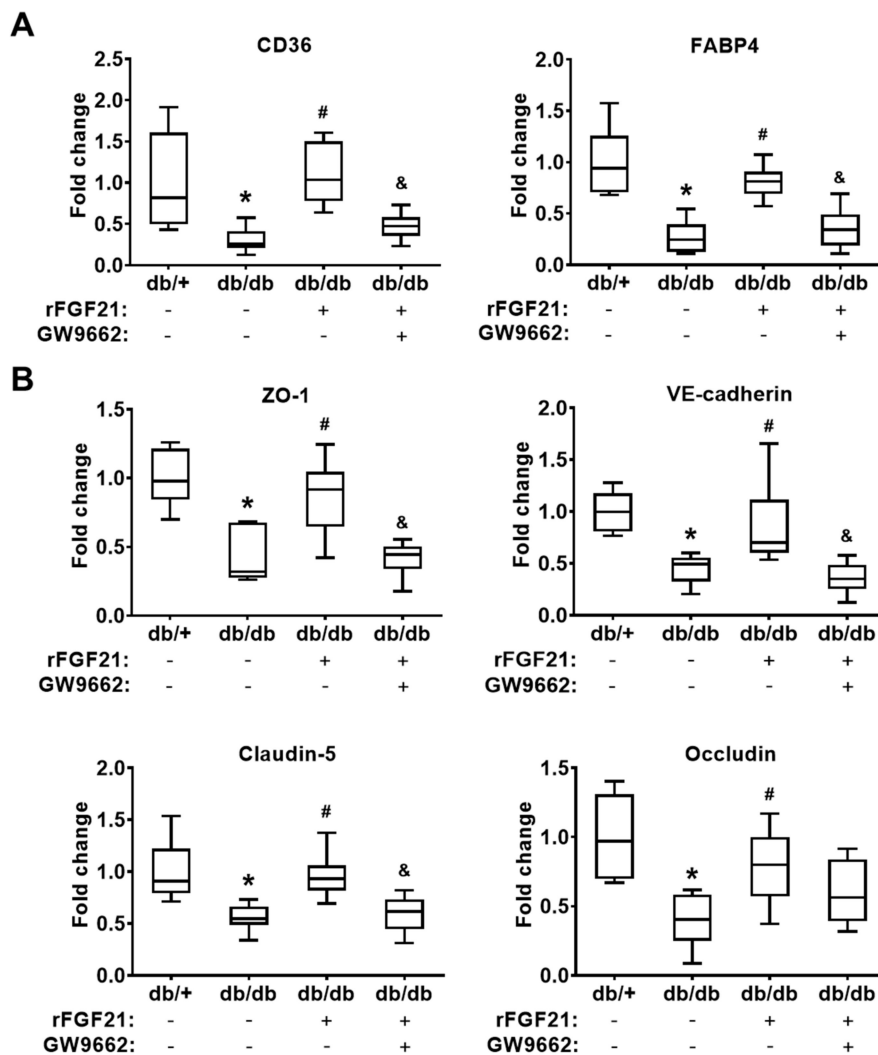 A
CD36
Fold change
2.5
2.0
1.5
1.0
0.5
0.0
*
#
&
db/+ db/db db/db db/db
rFGF21: - - + +
GW9662: - - - +
FABP4
Fold change
2.0
1.5
1.0
0.5
0.0
*
#
&
db/+ db/db db/db db/db
- - + +
- - - +
B
ZO-1
Fold change
1.5
1.0
0.5
0.0
*
#
&
db/+ db/db db/db db/db
rFGF21: - - + +
GW9662: - - - +
VE-cadherin
Fold change
2.0
1.5
1.0
0.5
0.0
*
#
&
db/+ db/db db/db db/db
rFGF21: - - + +
GW9662: - - - +
Claudin-5
Fold change
2.0
1.5
1.0
0.5
0.0
*
#
&
db/+ db/db db/db db/db
rFGF21: - - + +
GW9662: - - - +
Occludin
Fold change
1.5
1.0
0.5
0.0
*
#
db/+ db/db db/db db/db
rFGF21: - - + +
GW9662: - - - +